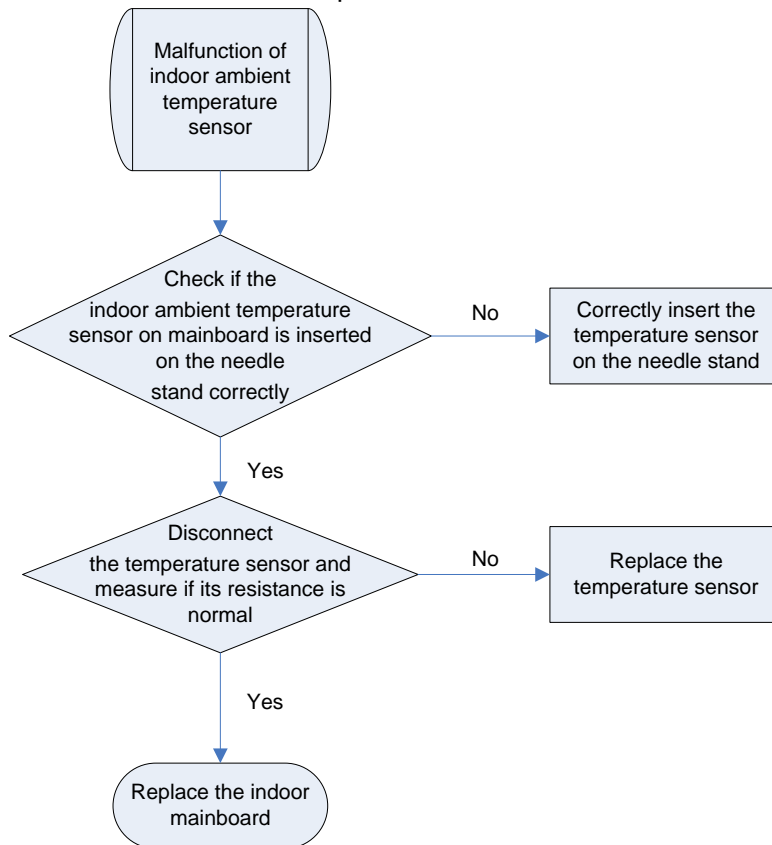 Malfunction of
indoor ambient
temperature
sensor
Check if the
indoor ambient temperature
sensor on mainboard is inserted
on the needle
stand correctly
No
Correctly insert the
temperature sensor
on the needle stand
Yes
Disconnect
the temperature sensor and
measure if its resistance is
normal
No
Replace the
temperature sensor
Yes
Replace the indoor
mainboard